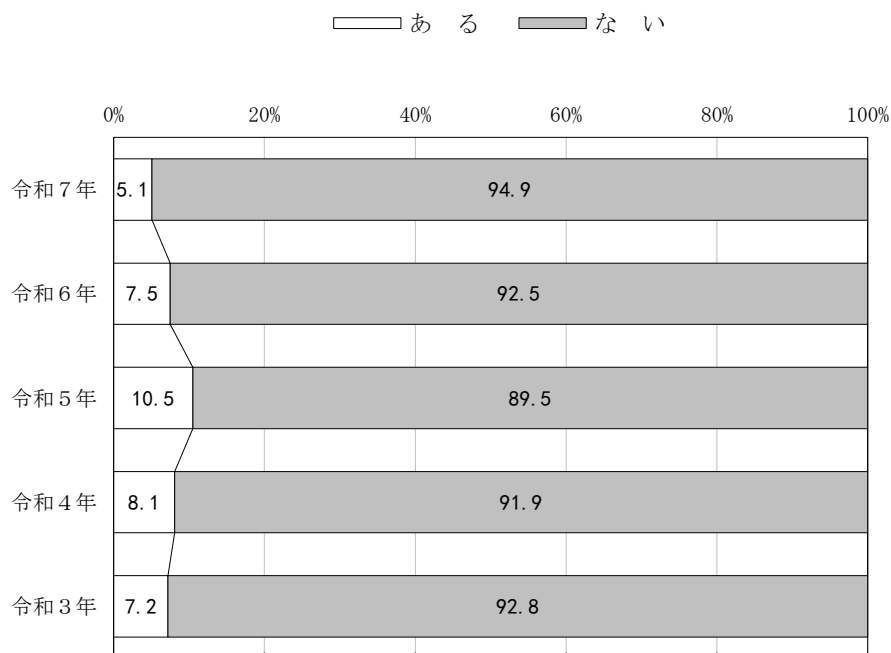 あ　る　な　い
0%　20%　40%　60%　80%　100%
令和７年　5.1　94.9
令和６年　7.5　92.5
令和５年　10.5　89.5
令和４年　8.1　91.9
令和３年　7.2　92.8